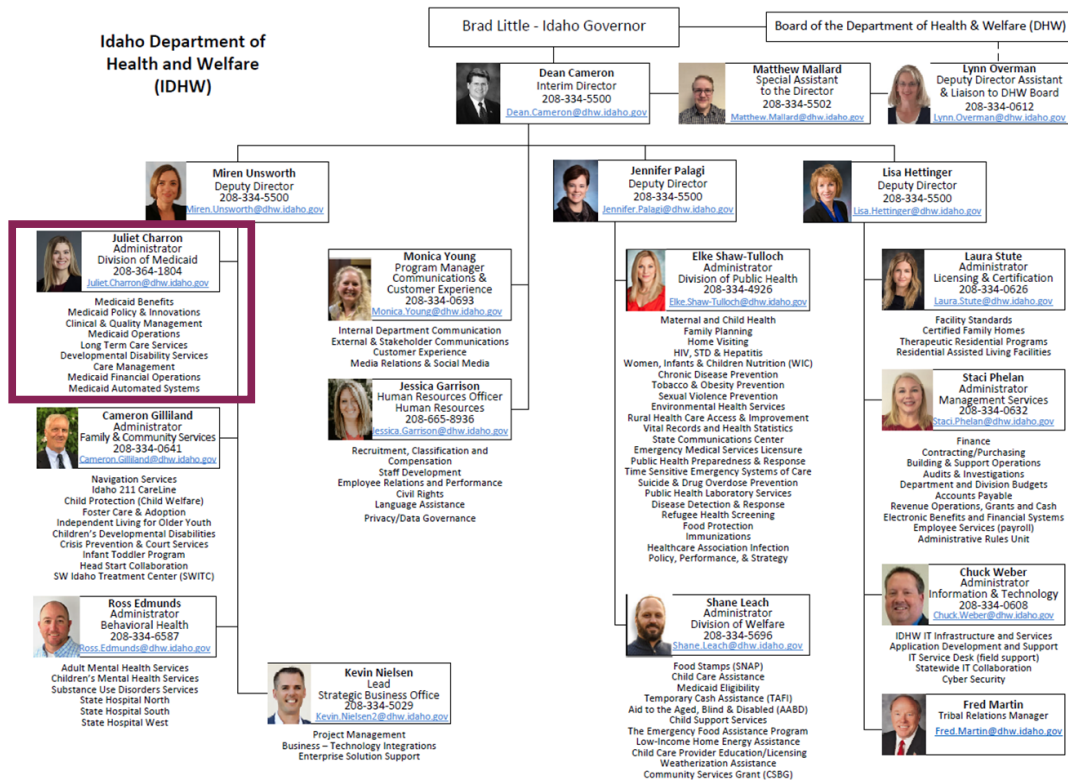 Idaho Department of
Health and Welfare
(IDHW)
Brad Little - Idaho Governor
Board of the Department of Health & Welfare (DHW)
Dean Cameron
Interim Director
208-334-5500
Dean.Cameron@dhw.idaho.gov
Matthew Mallard
Special Assistant
to the Director
208-334-5502
Matthew.Mallard@dhw.idaho.gov
Lynn Overman
Deputy Director Assistant
& Liaison to DHW Board
208-334-0612
Lynn.Overman@dhw.idaho.gov
Miren Unsworth
Deputy Director
208-334-5500
Miren.Unsworth@dhw.idaho.gov
Jennifer Palagi
Deputy Director
208-334-5500
Jennifer.Palagi@dhw.idaho.gov
Lisa Hettinger
Deputy Director
208-334-5500
Lisa.Hettinger@dhw.idaho.gov
Juliet Charron
Administrator
Division of Medicaid
208-364-1804
Juliet.Charron@dhw.idaho.gov
Medicaid Benefits
Medicaid Policy & Innovations
Clinical & Quality Management
Medicaid Operations
Long Term Care Services
Developmental Disability Services
Care Management
Medicaid Financial Operations
Medicaid Automated Systems
Cameron Gilliland
Administrator
Family & Community Services
208-334-0641
Cameron.Gilliland@dhw.idaho.gov
Navigation Services
Idaho 211 CareLine
Child Protection (Child Welfare)
Foster Care & Adoption
Independent Living for Older Youth
Children's Developmental Disabilities
Crisis Prevention & Court Services
Infant Toddler Program
Head Start Collaboration
SW Idaho Treatment Center (SWITC)
Ross Edmunds
Administrator
Behavioral Health
208-334-6587
Ross.Edmunds@dhw.idaho.gov
Adult Mental Health Services
Children's Mental Health Services
Substance Use Disorders Services
State Hospital North
State Hospital South
State Hospital West
Monica Young
Program Manager
Communications &
Customer Experience
208-334-0693
Monica.Young@dhw.idaho.gov
Internal Department Communication
External & Stakeholder Communications
Customer Experience
Media Relations & Social Media
Jessica Garrison
Human Resources Officer
Human Resources
208-665-8936
Jessica.Garrison@dhw.idaho.gov
Recruitment, Classification and
Compensation
Staff Development
Employee Relations and Performance
Civil Rights
Language Assistance
Privacy/Data Governance
Kevin Nielsen
Lead
Strategic Business Office
208-334-5029
Kevin.Nielsen2@dhw.idaho.gov
Project Management
Business – Technology Integrations
Enterprise Solution Support
Elke Shaw-Tulloch
Administrator
Division of Public Health
208-334-4926
Elke.Shaw-Tulloch@dhw.idaho.gov
Maternal and Child Health
Family Planning
Home Visiting
HIV, STD & Hepatitis
Women, Infants & Children Nutrition (WIC)
Chronic Disease Prevention
Tobacco & Obesity Prevention
Sexual Violence Prevention
Environmental Health Services
Rural Health Care Access & Improvement
Vital Records and Health Statistics
State Communications Center
Emergency Medical Services Licensure
Public Health Preparedness & Response
Time Sensitive Emergency Systems of Care
Suicide & Drug Overdose Prevention
Public Health Laboratory Services
Disease Detection & Response
Refugee Health Screening
Food Protection
Immunizations
Healthcare Association Infection
Policy, Performance, & Strategy
Shane Leach
Administrator
Division of Welfare
208-334-5696
Shane.Leach@dhw.idaho.gov
Food Stamps (SNAP)
Child Care Assistance
Medicaid Eligibility
Temporary Cash Assistance (TAFI)
Aid to the Aged, Blind & Disabled (AABD)
Child Support Services
The Emergency Food Assistance Program
Low-Income Home Energy Assistance
Child Care Provider Education/Licensing
Weatherization Assistance
Community Services Grant (CSBG)
Laura Stute
Administrator
Licensing & Certification
208-334-0626
Laura.Stute@dhw.idaho.gov
Facility Standards
Certified Family Homes
Therapeutic Residential Programs
Residential Assisted Living Facilities
Staci Phelan
Administrator
Management Services
208-334-0632
Staci.Phelan@dhw.idaho.gov
Finance
Contracting/Purchasing
Building & Support Operations
Audits & Investigations
Department and Division Budgets
Accounts Payable
Revenue Operations, Grants and Cash
Electronic Benefits and Financial Systems
Employee Services (payroll)
Administrative Rules Unit
Chuck Weber
Administrator
Information & Technology
208-334-0608
Chuck.Weber@dhw.idaho.gov
IDHW IT Infrastructure and Services
Application Development and Support
IT Service Desk (field support)
Statewide IT Collaboration
Cyber Security
Fred Martin
Tribal Relations Manager
Fred.Martin@dhw.idaho.gov